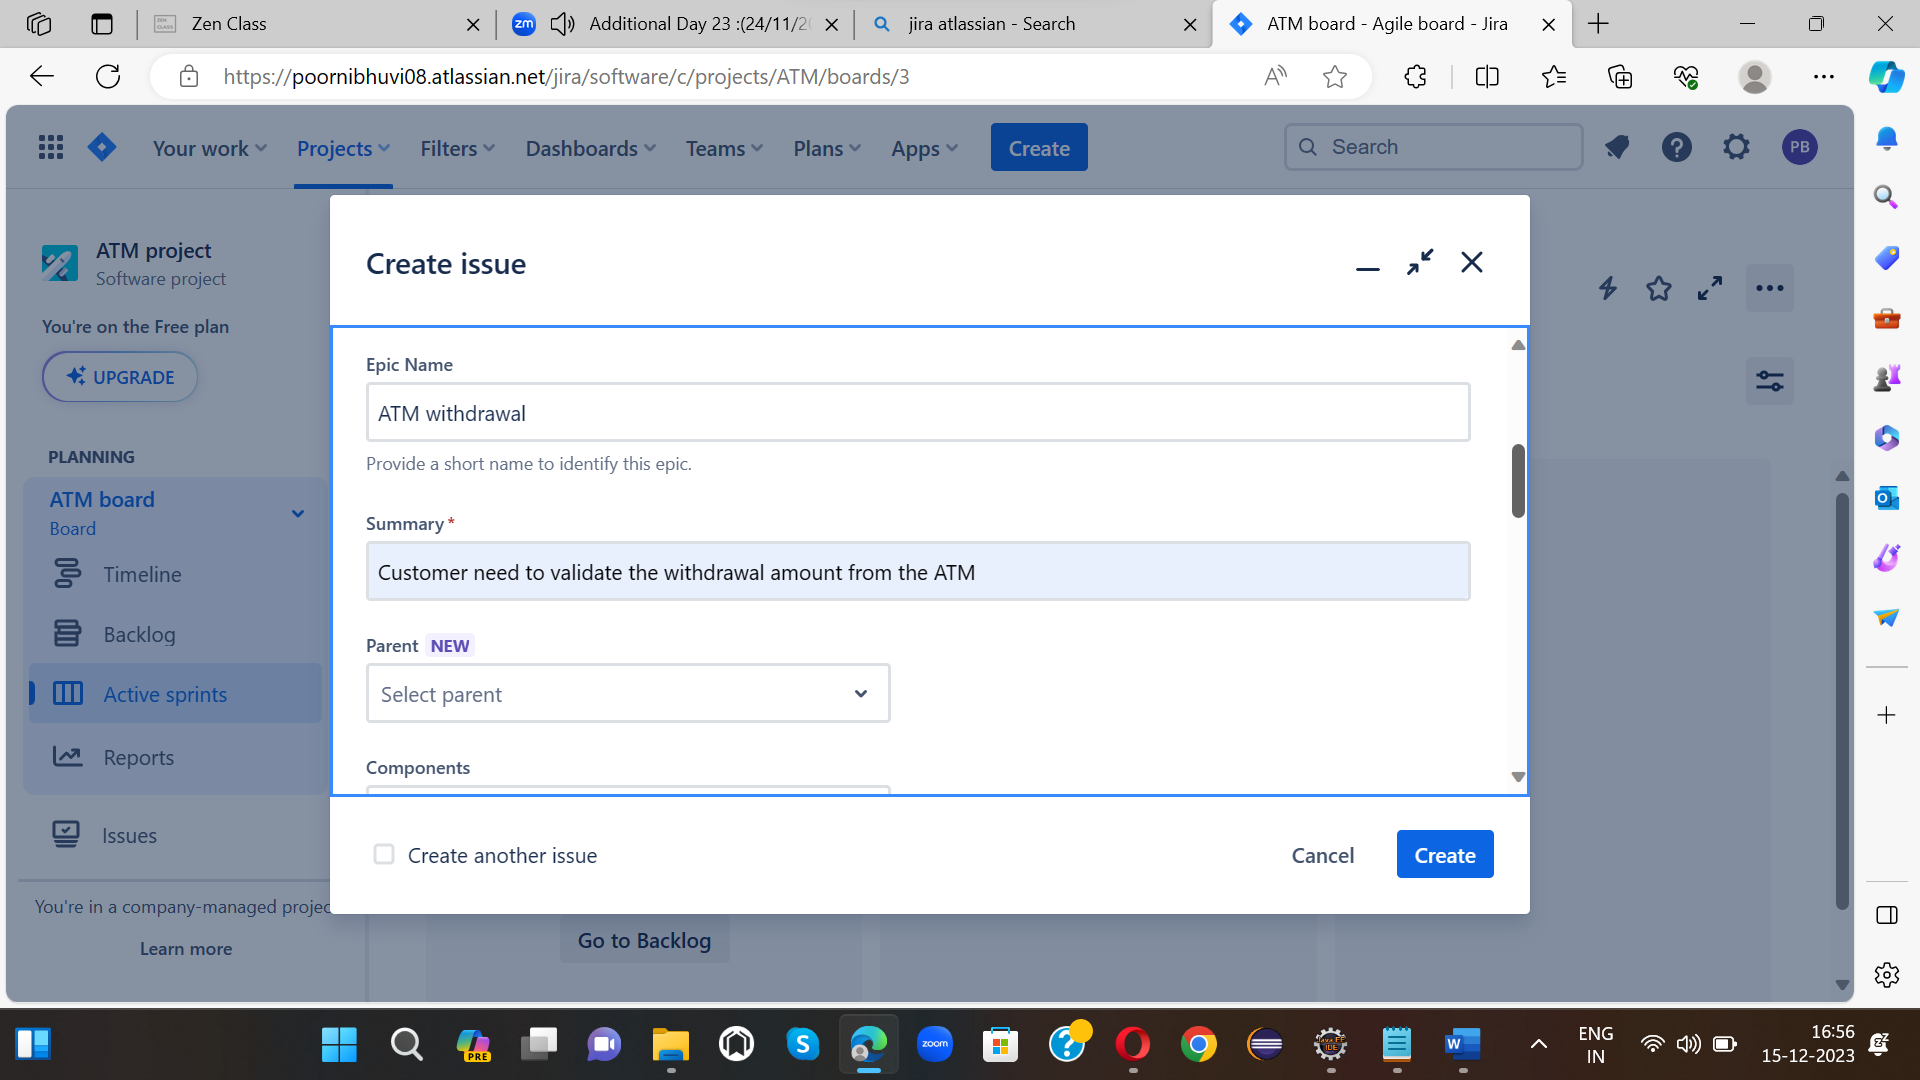 Zen Class
Additional Day 23 :(24/11/20
jira atlassian - Search
ATM board - Agile board - Jira
https://poornibhuvi08.atlassian.net/jira/software/c/projects/ATM/boards/3
Your work
Projects
Filters
Dashboards
Teams
Plans
Apps
Create
Search
PB
ATM project
Software project
You're on the Free plan
UPGRADE
PLANNING
ATM board
Board
Timeline
Backlog
Active sprints
Reports
Issues
You're in a company-managed projec
Learn more
Create issue
Epic Name
ATM withdrawal
Provide a short name to identify this epic.
Summary*
Customer need to validate the withdrawal amount from the ATM
Parent NEW
Select parent
Components
Create another issue
Cancel
Create
Go to Backlog
PRE
zoom
ENG
IN
16:56
15-12-2023